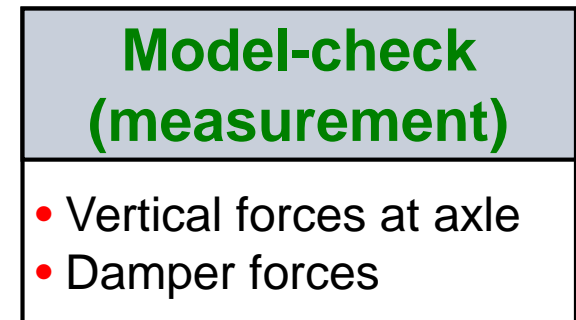 Model-check
(measurement)
• Vertical forces at axle
• Damper forces